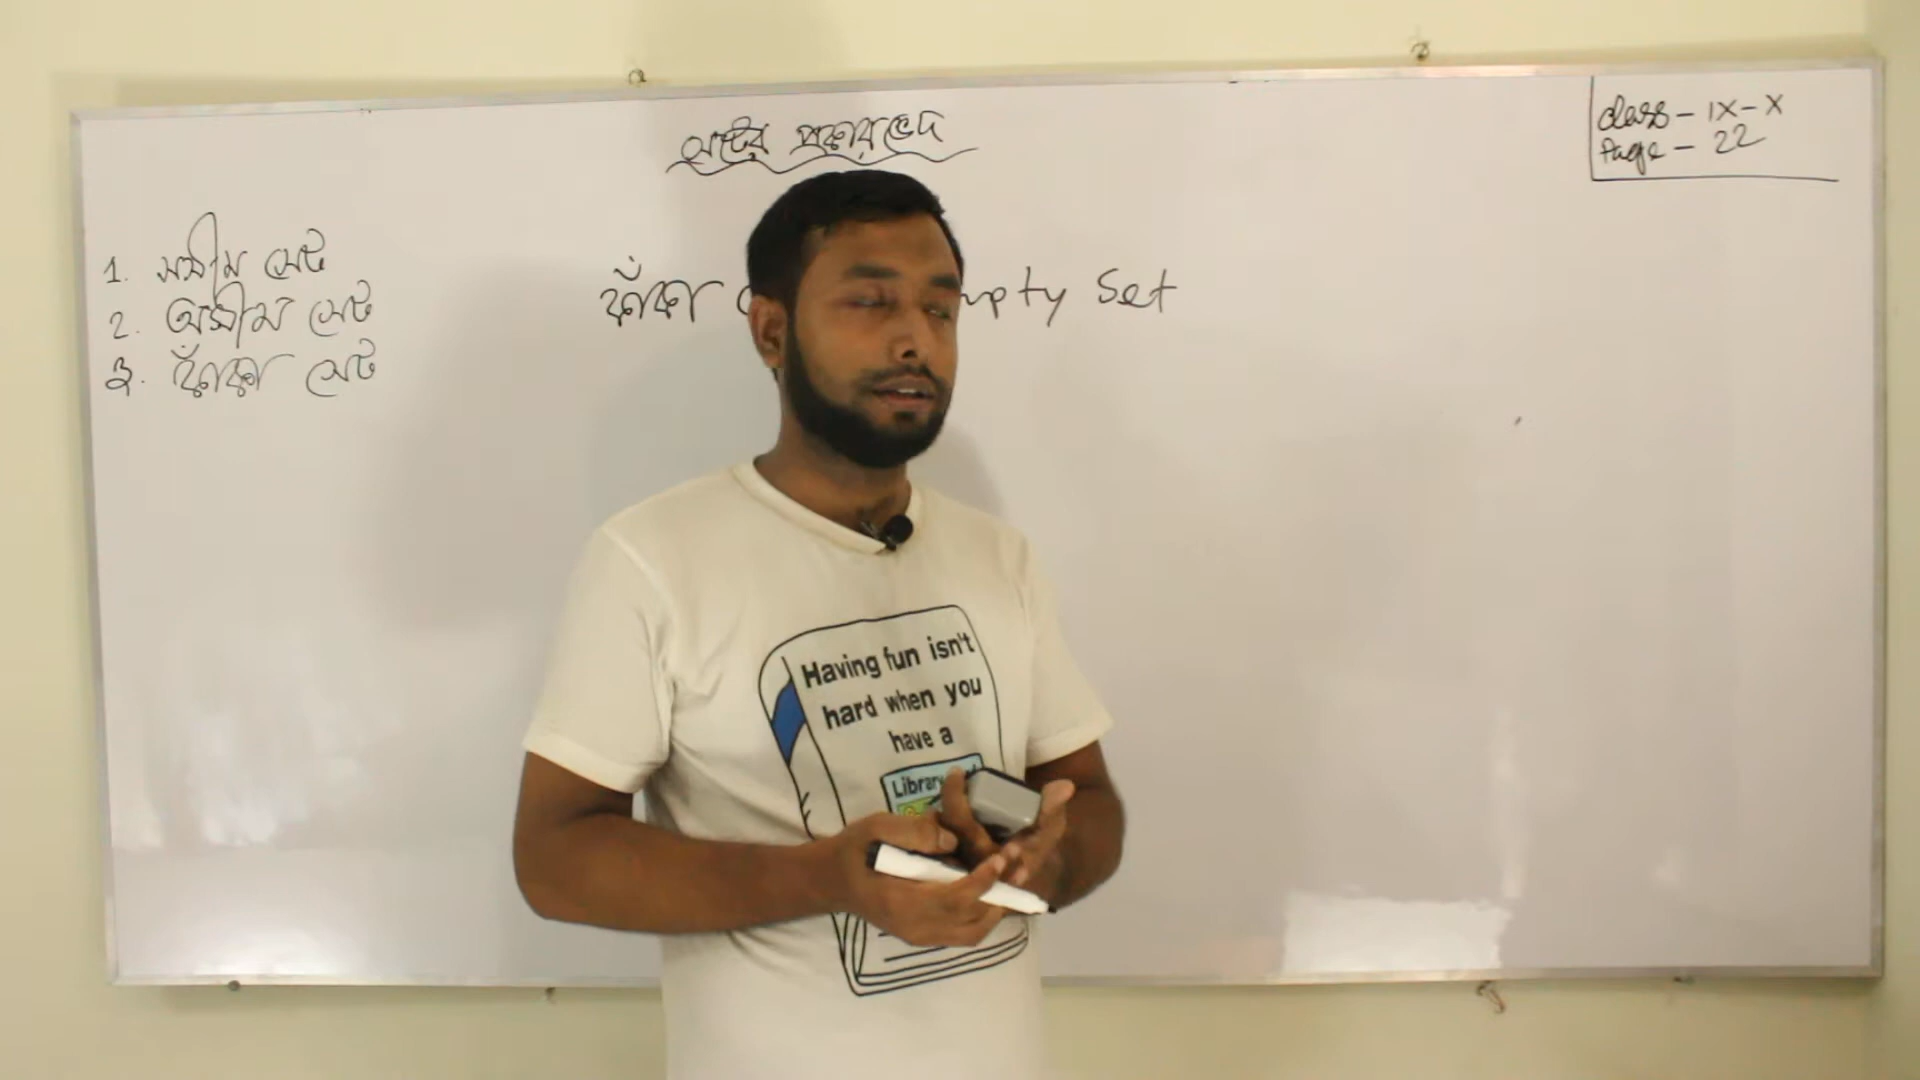 সেটের প্রকারভেদ
Class - IX - X
Page - 22
1. সসীম সেট
2. অসীম সেট
3. ফাঁকা সেট
ফাঁকা mpty Set
Having fun isn't
hard when you
have a
Library